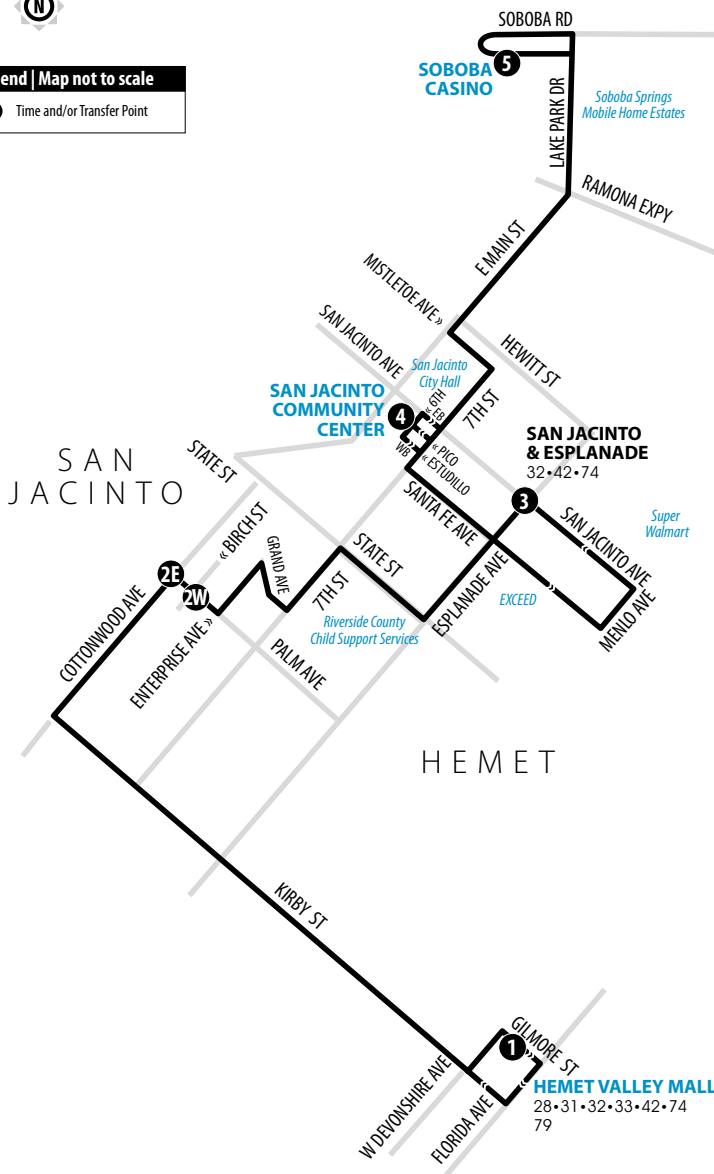 N
SOBOBA RD
end | Map not to scale
Time and/or Transfer Point
5
SOBOBA
CASINO
LAKE PARK DR
Soboba Springs
Mobile Home Estates
RAMONA EXPY
E MAIN ST
MISTLETOE AVE »
SAN JACINTO AVE
HEWITT ST
San Jacinto
City Hall
SAN JACINTO
COMMUNITY
CENTER
4
« 6TH
EB
7TH ST
WB
« PICO
« ESTUDILLO
SAN JACINTO
& ESPLANADE
32•42•74
3
SAN
JACINTO
STATE ST
SANTA FE AVE
SAN JACINTO AVE
Super
Walmart
« BIRCH ST
GRAND AVE
STATE ST
7TH ST
ESPLANADE AVE
EXCEED
MENLO AVE
2E
2W
COTTONWOOD AVE
ENTERPRISE AVE »
Riverside County
Child Support Services
PALM AVE
HEMET
KIRBY ST
GILMORE ST
1
W DEVONSHIRE AVE
FLORIDA AVE
HEMET VALLEY MALL
28•31•32•33•42•74
79